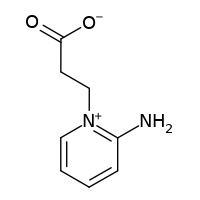 O O⁻
N⁺ NH₂